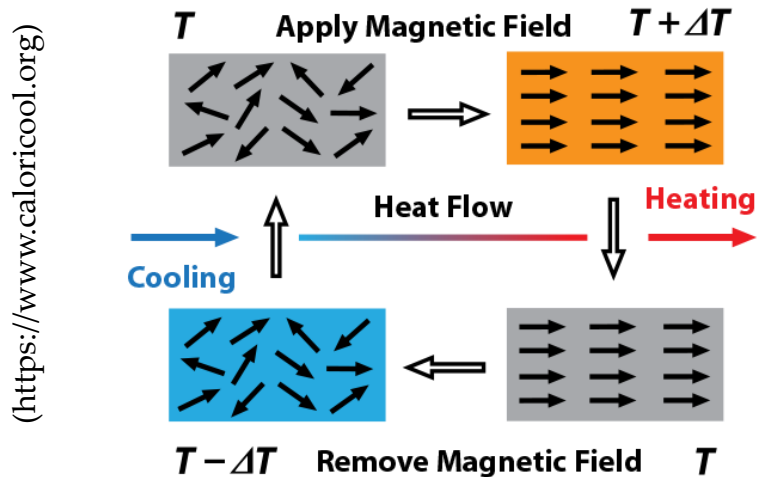 (https://www.caloricool.org)
T Apply Magnetic Field T + ΔT
Heat Flow
Heating
Cooling
T − ΔT Remove Magnetic Field T